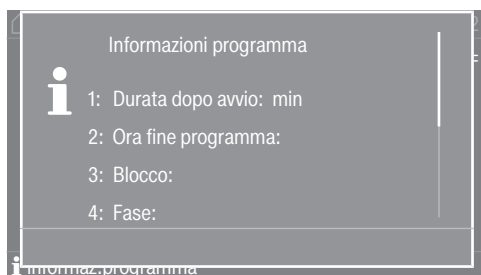 Informazioni programma
1: Durata dopo avvio: min
2: Ora fine programma:
3: Blocco:
4: Fase:
Informaz.programma